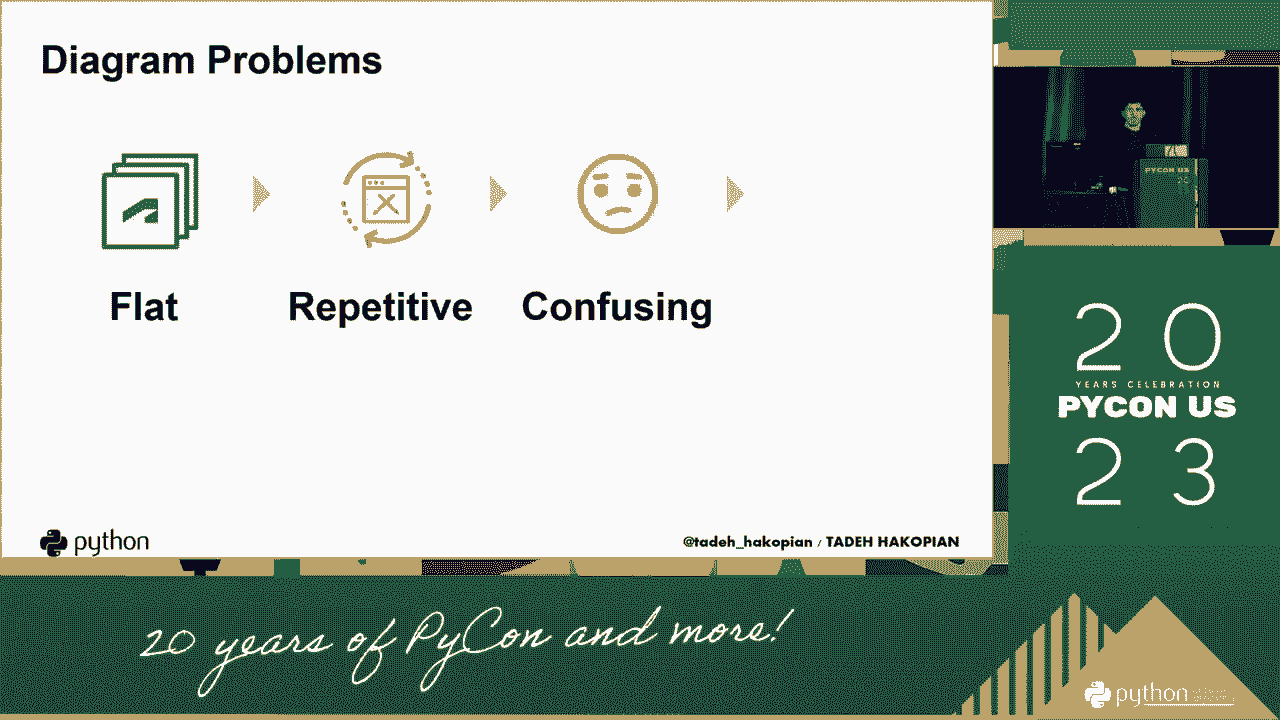 Diagram Problems
Flat
Repetitive
Confusing
python
@tadeh_hakopian / TADEH HAKOPIAN
PYCON US
20
YEARS CELEBRATION
PYCON US
23
20 years of PyCon and more!
python